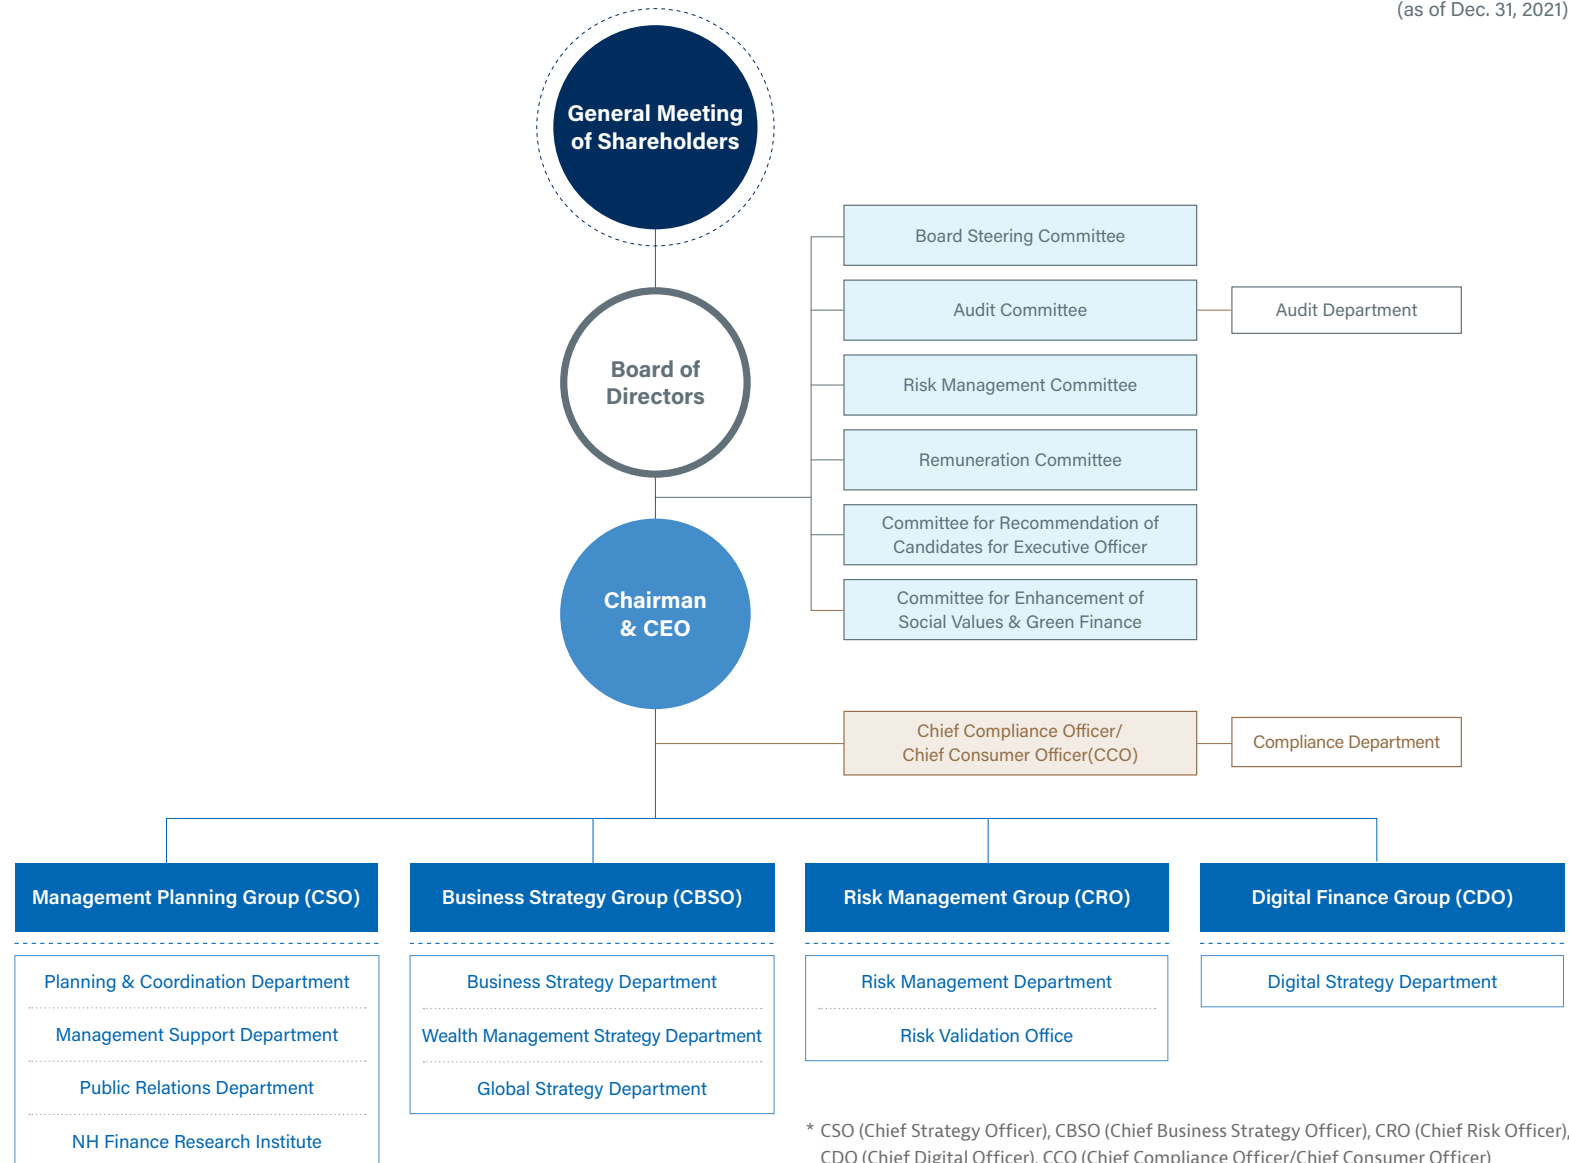 (as of Dec. 31, 2021)
General Meeting
of Shareholders
Board Steering Committee
Audit Committee
Audit Department
Board of
Directors
Risk Management Committee
Remuneration Committee
Committee for Recommendation of
Candidates for Executive Officer
Chairman
& CEO
Committee for Enhancement of
Social Values & Green Finance
Chief Compliance Officer/
Chief Consumer Officer(CCO)
Compliance Department
Management Planning Group (CSO)
Planning & Coordination Department
Management Support Department
Public Relations Department
NH Finance Research Institute
Business Strategy Group (CBSO)
Business Strategy Department
Wealth Management Strategy Department
Global Strategy Department
Risk Management Group (CRO)
Risk Management Department
Risk Validation Office
Digital Finance Group (CDO)
Digital Strategy Department
* CSO (Chief Strategy Officer), CBSO (Chief Business Strategy Officer), CRO (Chief Risk Officer),
CDO (Chief Digital Officer), CCO (Chief Compliance Officer/Chief Consumer Officer)